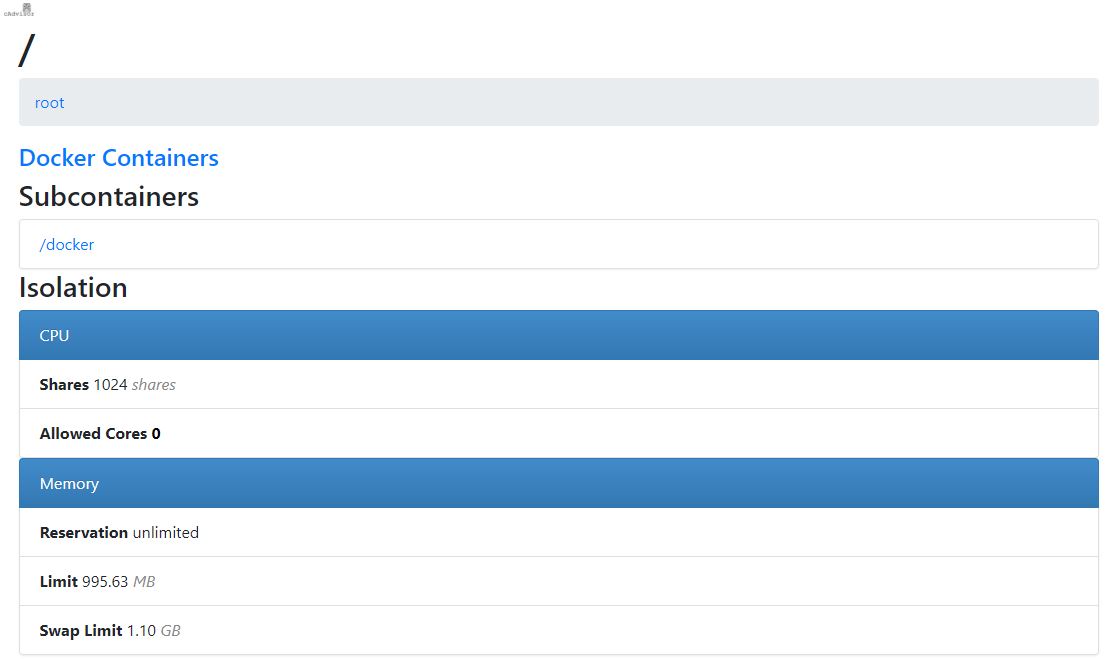 cAdvisor
/
root
Docker Containers
Subcontainers
/docker
Isolation
CPU
Shares 1024 shares
Allowed Cores 0
Memory
Reservation unlimited
Limit 995.63 MB
Swap Limit 1.10 GB